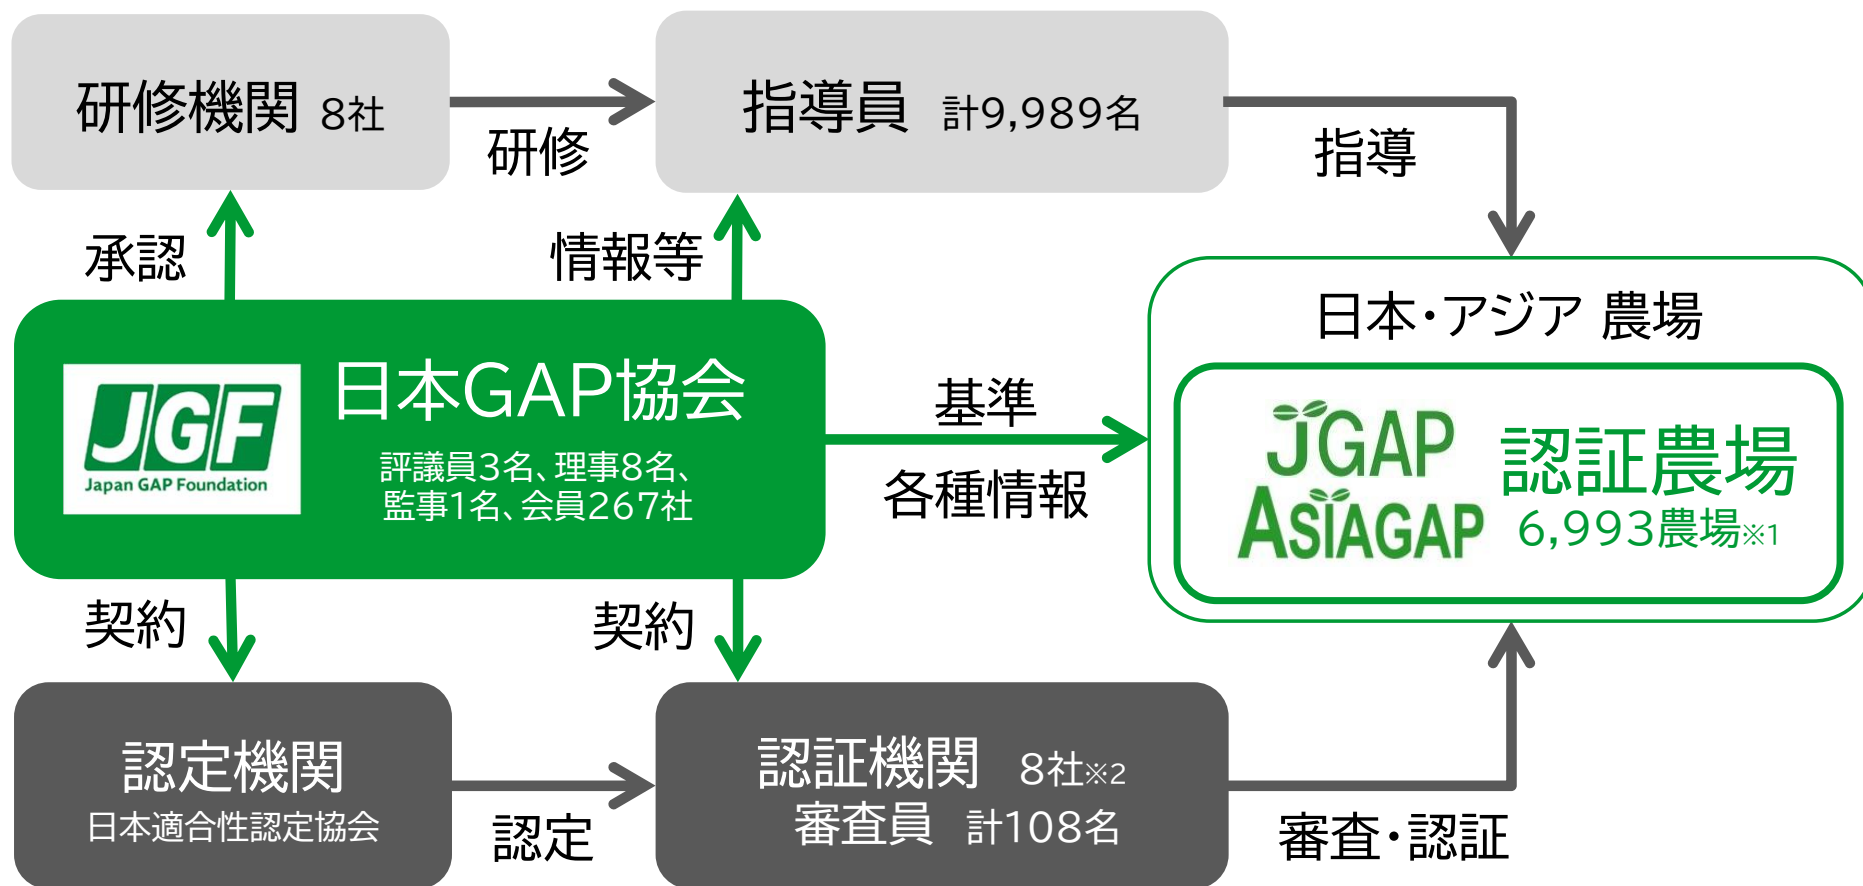 研修機関 8社
研修
指導員 計9,989名
指導
承認
情報等
JGF
Japan GAP Foundation
日本GAP協会
評議員3名、理事8名、
監事1名、会員267社
基準
各種情報
日本・アジア 農場
JGAP
ASIAGAP
認証農場
6,993農場※1
契約
契約
認定機関
日本適合性認定協会
認定
認証機関 8社※2
審査員 計108名
審査・認証